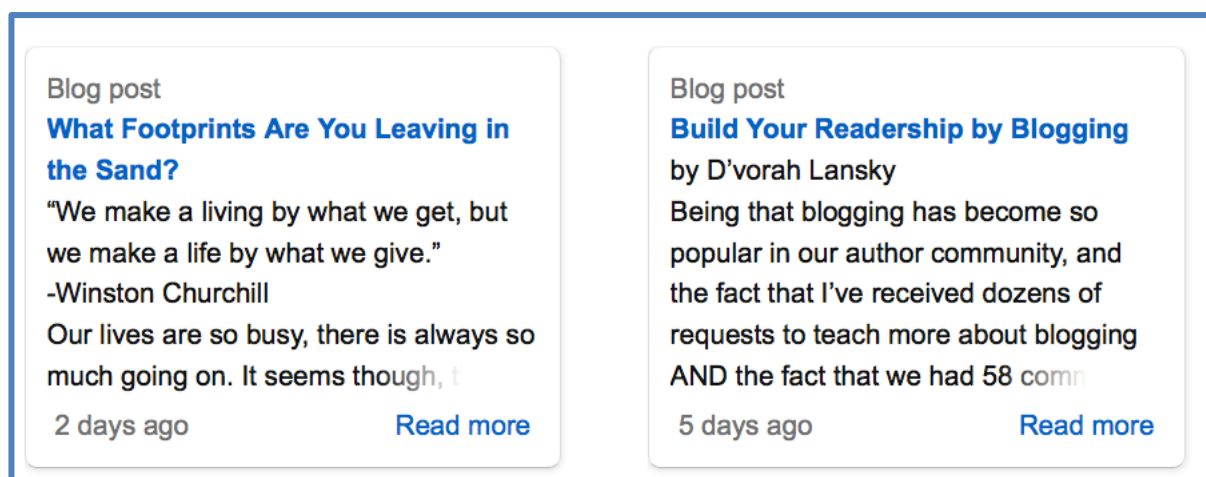 Blog post
What Footprints Are You Leaving in
the Sand?
“We make a living by what we get, but
we make a life by what we give.”
-Winston Churchill
Our lives are so busy, there is always so
much going on. It seems though,
2 days ago
Read more
Blog post
Build Your Readership by Blogging
by D’vorah Lansky
Being that blogging has become so
popular in our author community, and
the fact that I’ve received dozens of
requests to teach more about blogging
AND the fact that we had 58
5 days ago
Read more